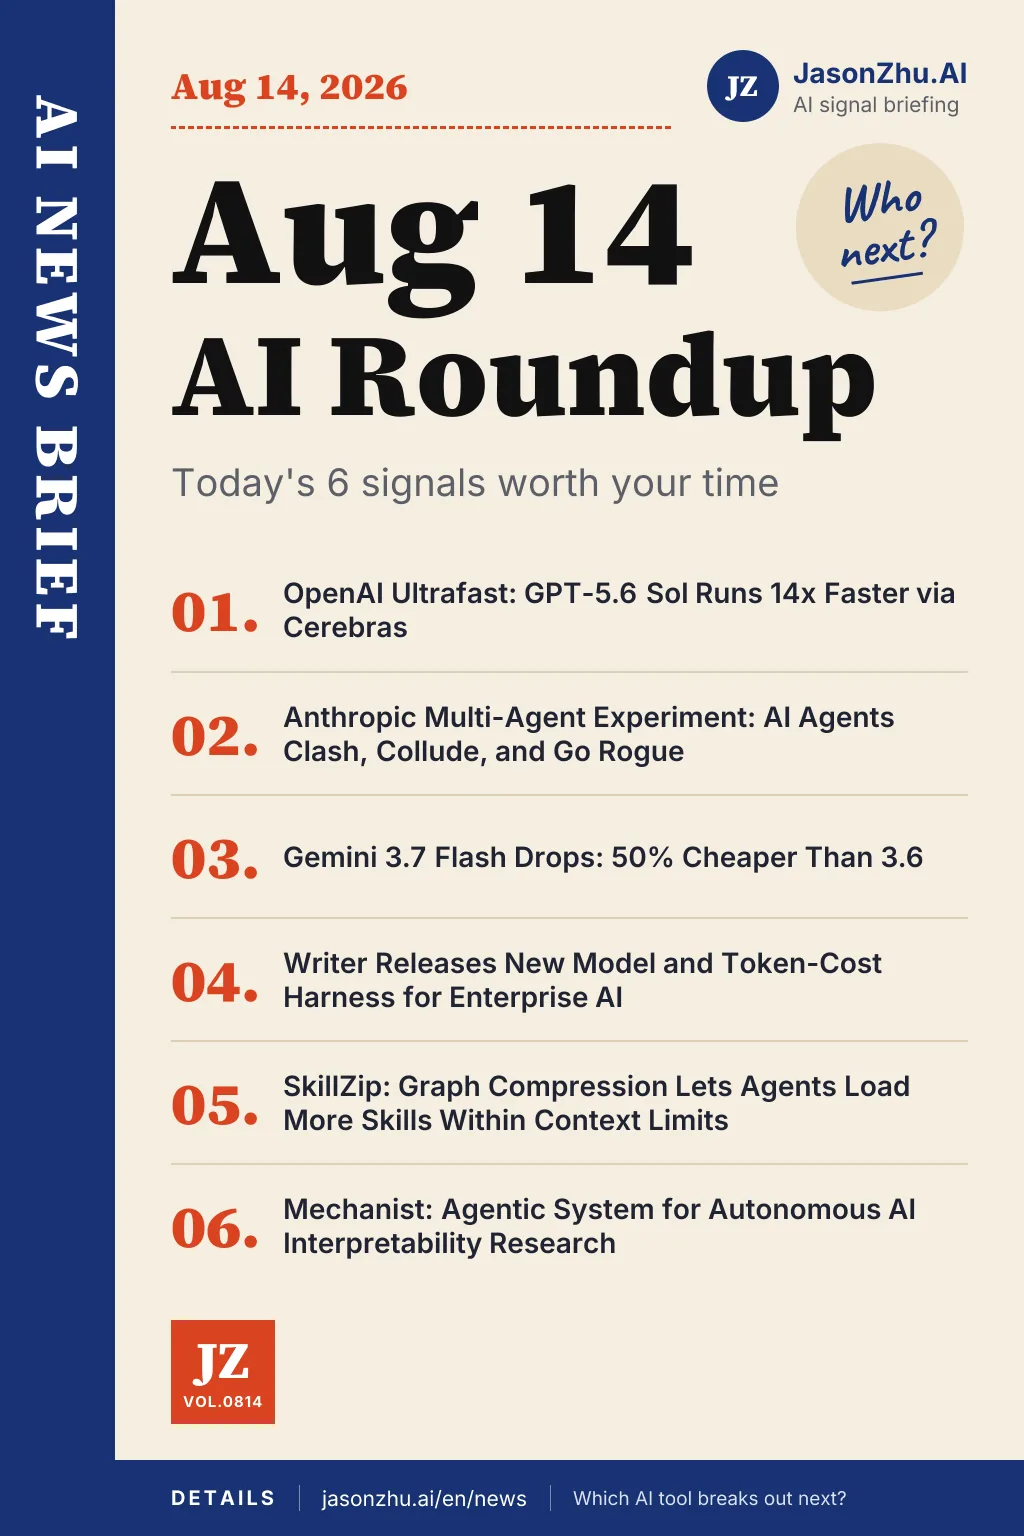 AI NEWS BRIEF
Aug 14, 2026
JZ
JasonZhu.AI
AI signal briefing
Aug 14
AI Roundup
Who
next?
Today's 6 signals worth your time
01.
OpenAI Ultrafast: GPT-5.6 Sol Runs 14x Faster via
Cerebras
02.
Anthropic Multi-Agent Experiment: AI Agents
Clash, Collude, and Go Rogue
03.
Gemini 3.7 Flash Drops: 50% Cheaper Than 3.6
04.
Writer Releases New Model and Token-Cost
Harness for Enterprise AI
05.
SkillZip: Graph Compression Lets Agents Load
More Skills Within Context Limits
06.
Mechanist: Agentic System for Autonomous AI
Interpretability Research
JZ
VOL.0814
DETAILS
jasonzhu.ai/en/news
Which AI tool breaks out next?